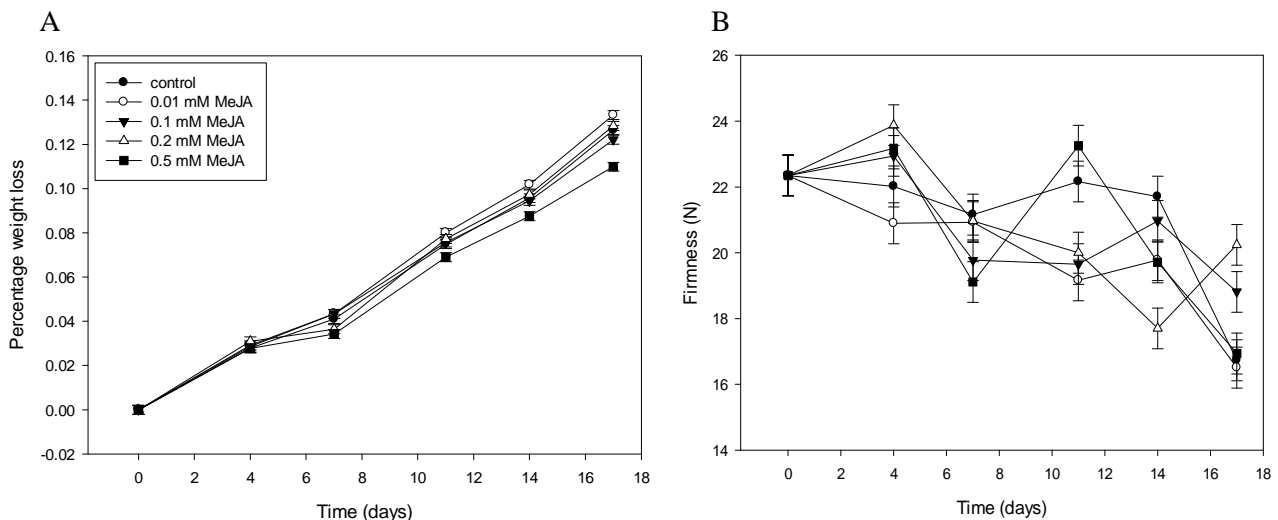 A
B
Percentage weight loss
0.16
0.14
0.12
0.10
0.08
0.06
0.04
0.02
0.00
-0.02
control
0.01 mM MeJA
0.1 mM MeJA
0.2 mM MeJA
0.5 mM MeJA
0 2 4 6 8 10 12 14 16 18
Time (days)
Firmness (N)
26
24
22
20
18
16
14
0 2 4 6 8 10 12 14 16 18
Time (days)